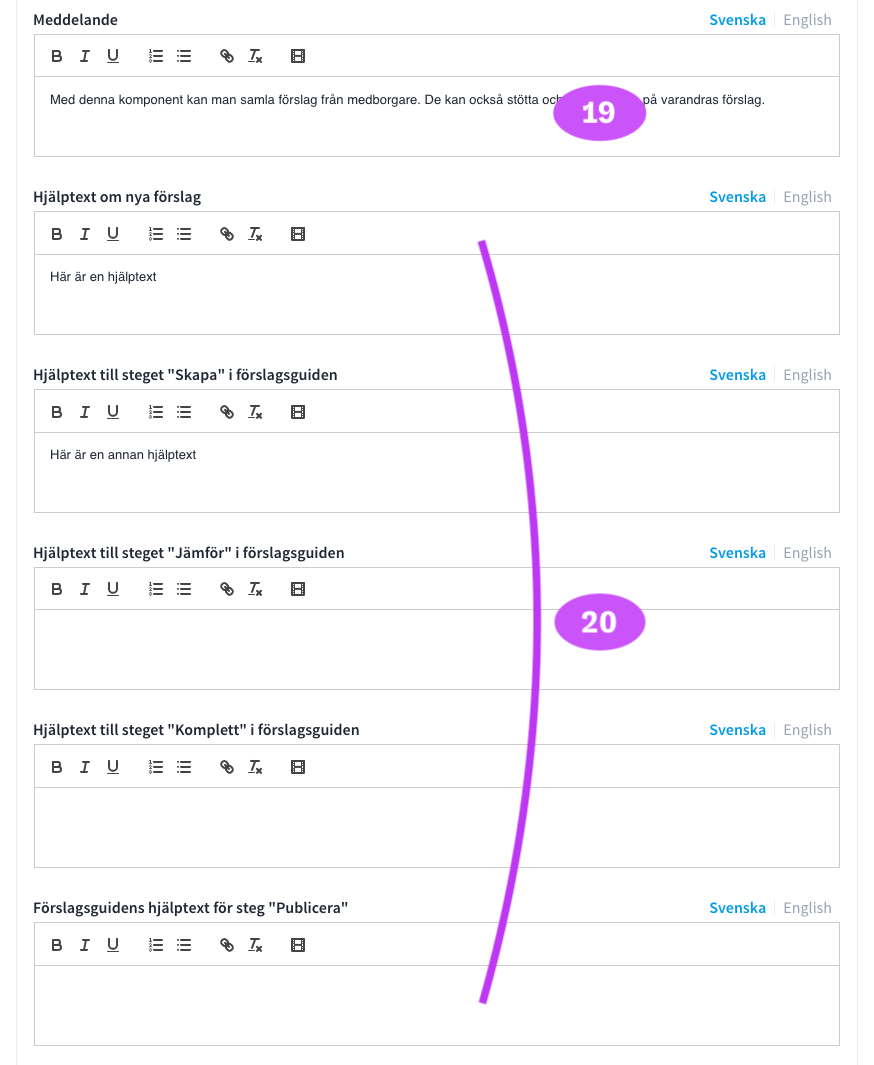 Meddelande Svenska English
B I U
Med denna komponent kan man samla förslag från medborgare. De kan också stötta och 19 på varandras förslag.
Hjälptext om nya förslag Svenska English
B I U
Här är en hjälptext
Hjälptext till steget "Skapa" i förslagsguiden Svenska English
B I U
Här är en annan hjälptext
Hjälptext till steget "Jämför" i förslagsguiden Svenska English
B I U
20
Hjälptext till steget "Komplett" i förslagsguiden Svenska English
B I U
Förslagsguidens hjälptext för steg "Publicera" Svenska English
B I U